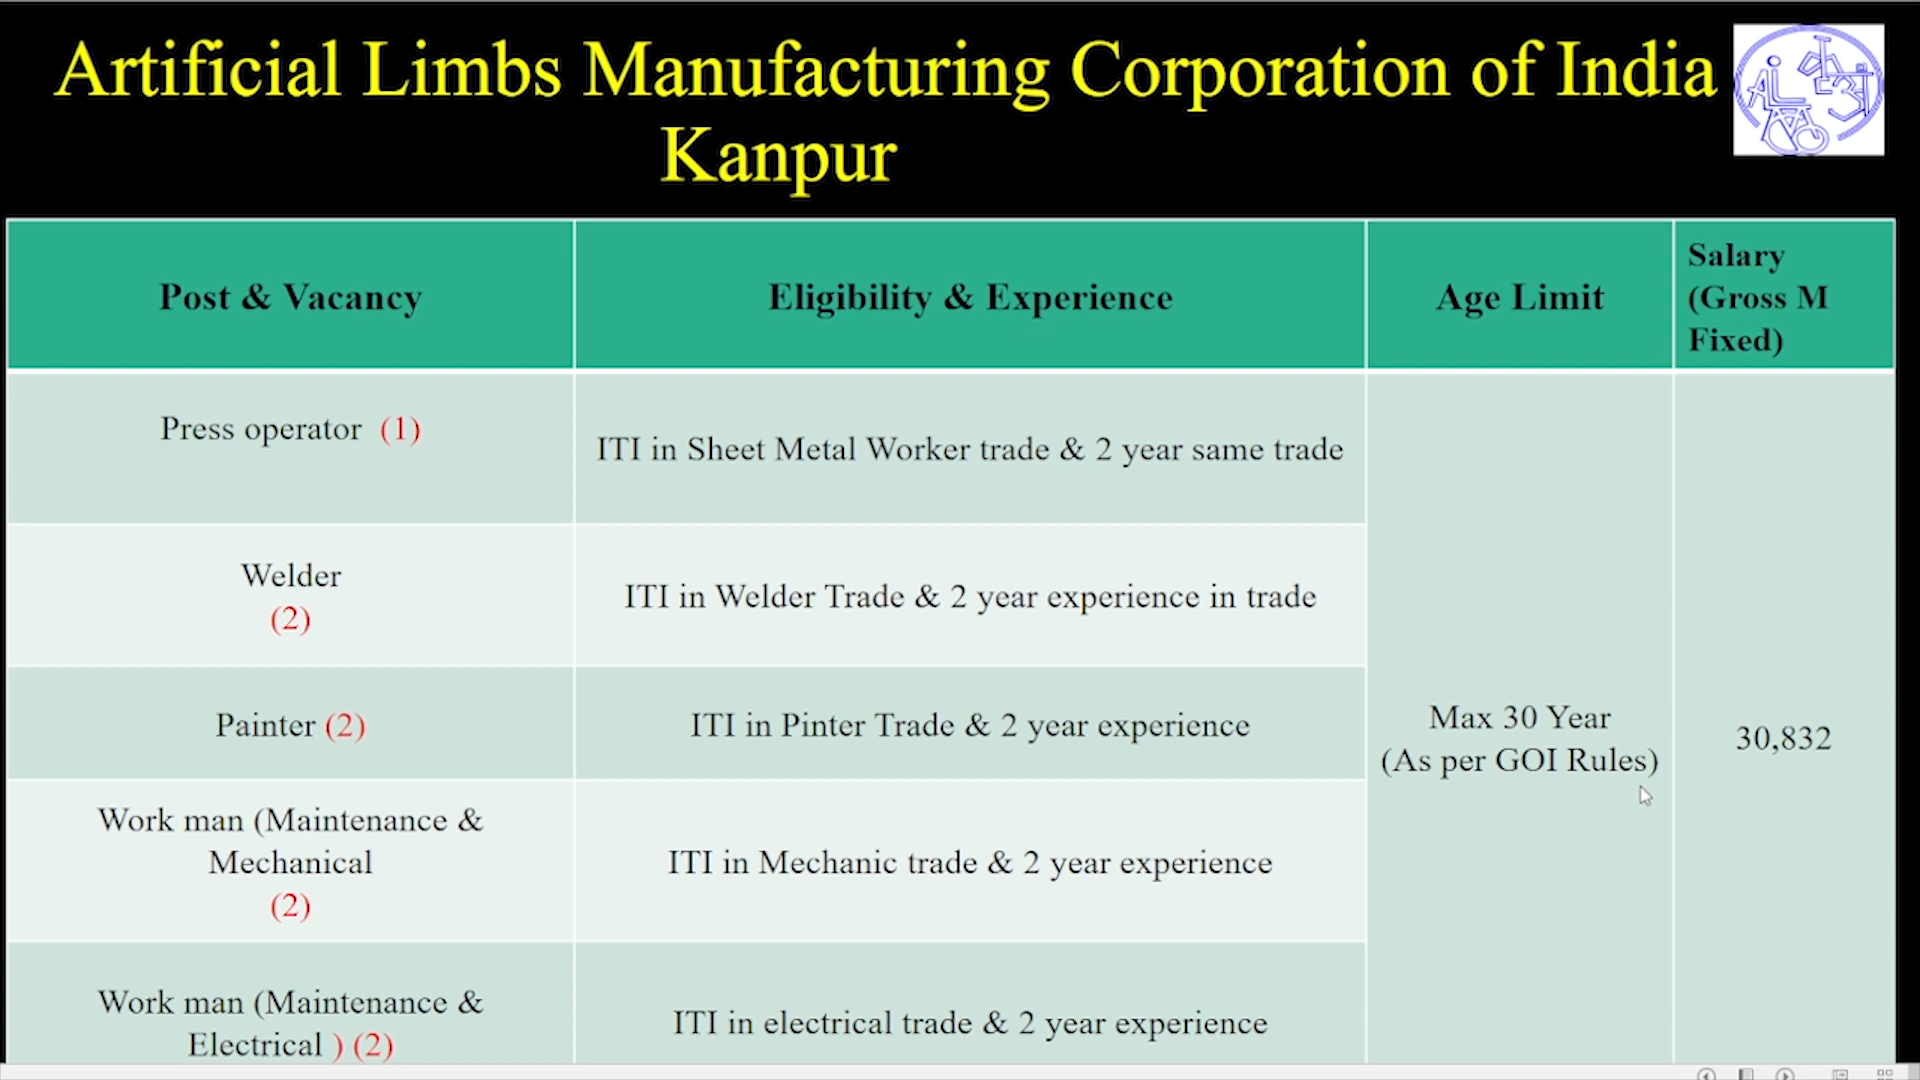 Artificial Limbs Manufacturing Corporation of India
Kanpur
Post & Vacancy
Eligibility & Experience
Age Limit
Salary
(Gross M
Fixed)
Press operator (1)
ITI in Sheet Metal Worker trade & 2 year same trade
Welder
(2)
ITI in Welder Trade & 2 year experience in trade
Painter (2)
ITI in Pinter Trade & 2 year experience
Work man (Maintenance &
Mechanical
(2)
ITI in Mechanic trade & 2 year experience
Work man (Maintenance &
Electrical ) (2)
ITI in electrical trade & 2 year experience
Max 30 Year
(As per GOI Rules)
30,832